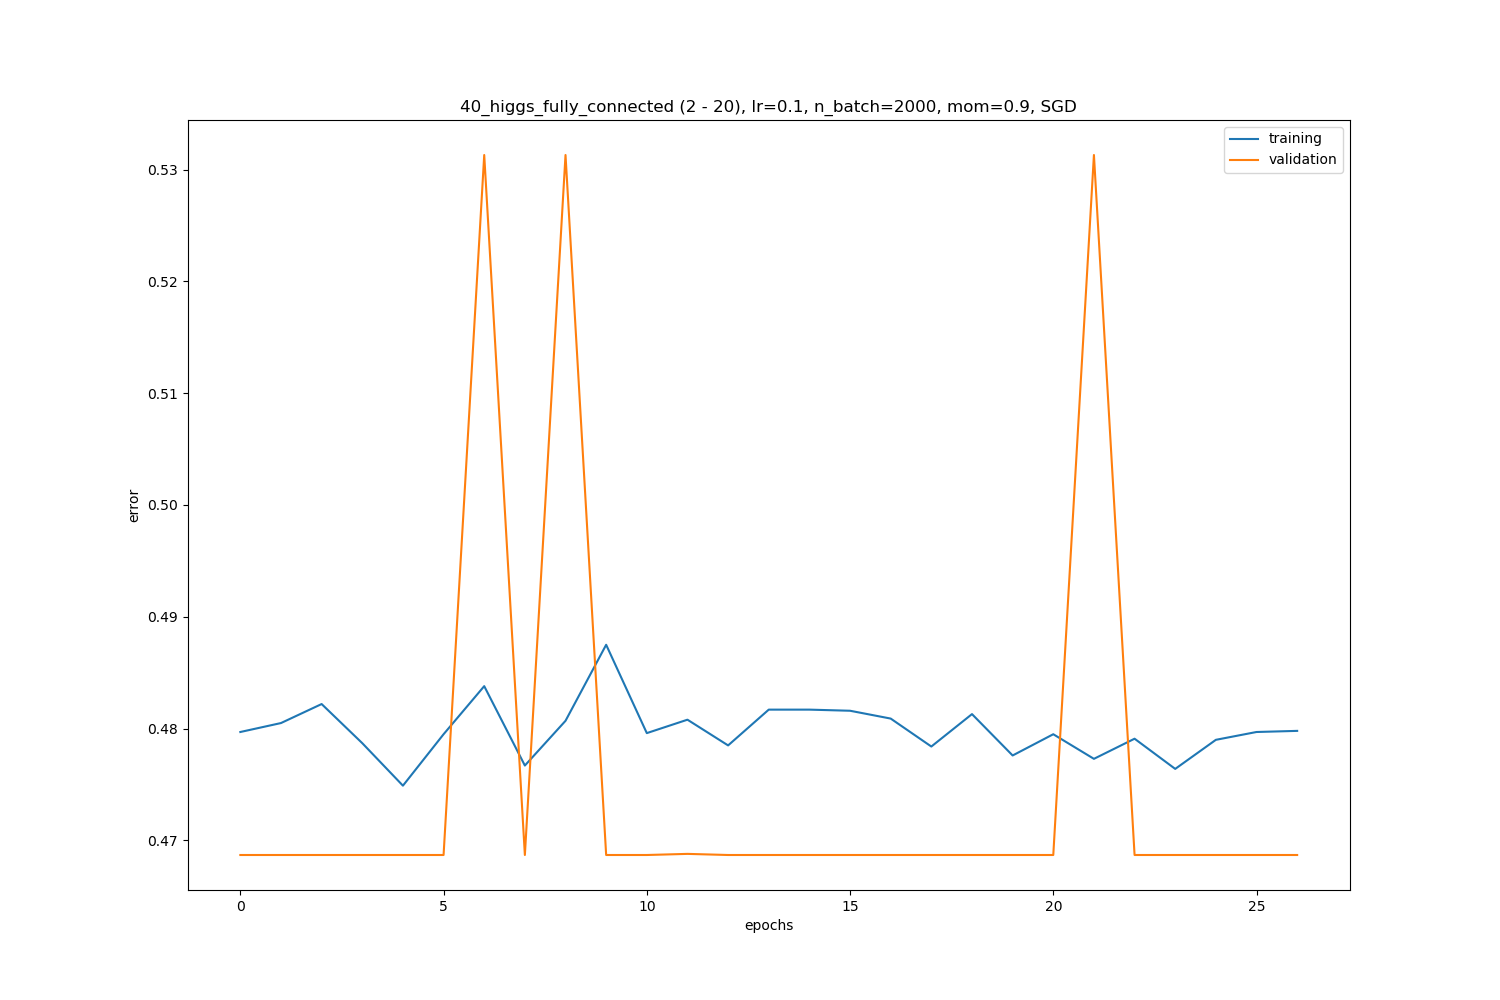 40_higgs_fully_connected (2 - 20), lr=0.1, n_batch=2000, mom=0.9, SGD
training
validation
0.53
0.52
0.51
0.50
0.49
0.48
0.47
error
0
5
10
15
20
25
epochs